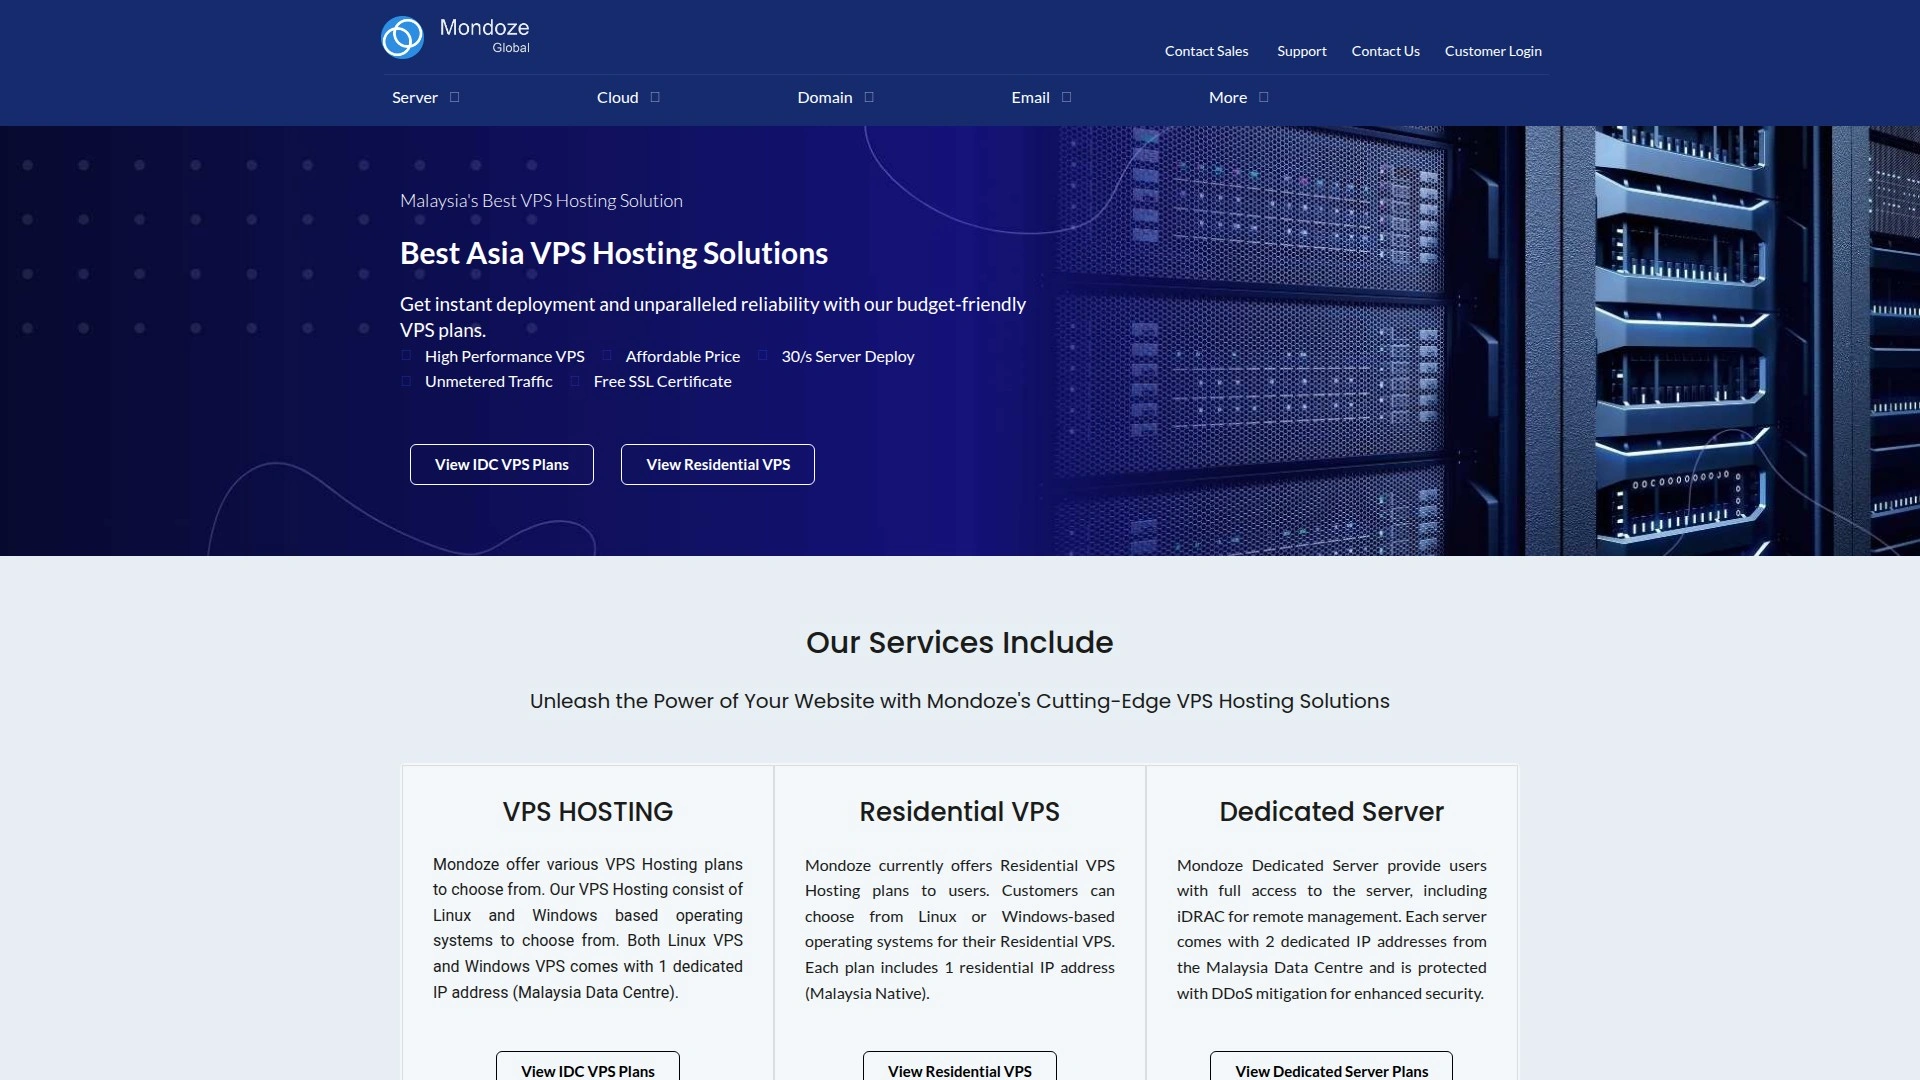 Mondoze
Global
Contact Sales Support Contact Us Customer Login
Server Cloud Domain Email More
Malaysia's Best VPS Hosting Solution
Best Asia VPS Hosting Solutions
Get instant deployment and unparalleled reliability with our budget-friendly
VPS plans.
High Performance VPS Affordable Price 30/s Server Deploy
Unmetered Traffic Free SSL Certificate
View IDC VPS Plans View Residential VPS
Our Services Include
Unleash the Power of Your Website with Mondoze's Cutting-Edge VPS Hosting Solutions
VPS HOSTING
Mondoze offer various VPS Hosting plans
to choose from. Our VPS Hosting consist of
Linux and Windows based operating
systems to choose from. Both Linux VPS
and Windows VPS comes with 1 dedicated
IP address (Malaysia Data Centre).
View IDC VPS Plans
Residential VPS
Mondoze currently offers Residential VPS
Hosting plans to users. Customers can
choose from Linux or Windows-based
operating systems for their Residential VPS.
Each plan includes 1 residential IP address
(Malaysia Native).
View Residential VPS
Dedicated Server
Mondoze Dedicated Server provide users
with full access to the server, including
iDRAC for remote management. Each server
comes with 2 dedicated IP addresses from
the Malaysia Data Centre and is protected
with DDoS mitigation for enhanced security.
View Dedicated Server Plans